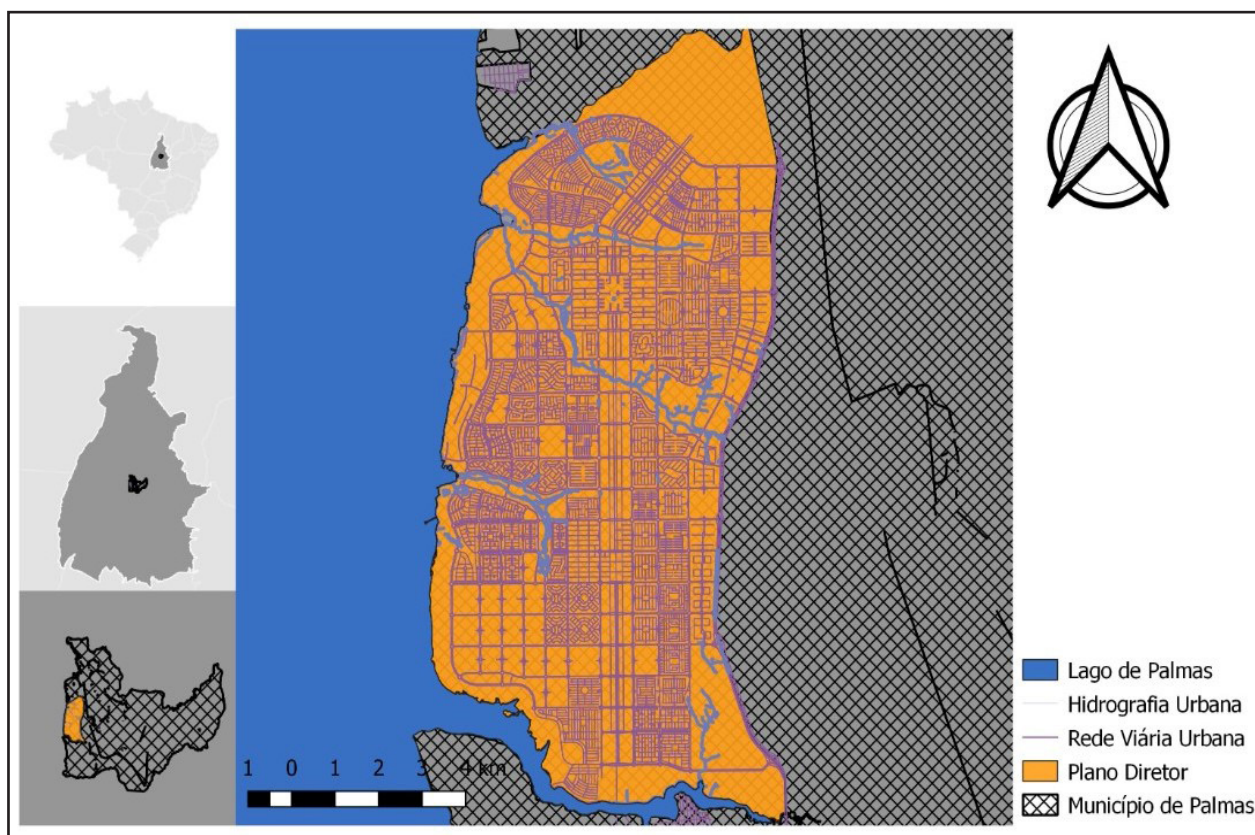 1 0 1 2 3 4 km
Lago de Palmas
Hidrografia Urbana
Rede Viária Urbana
Plano Diretor
Município de Palmas